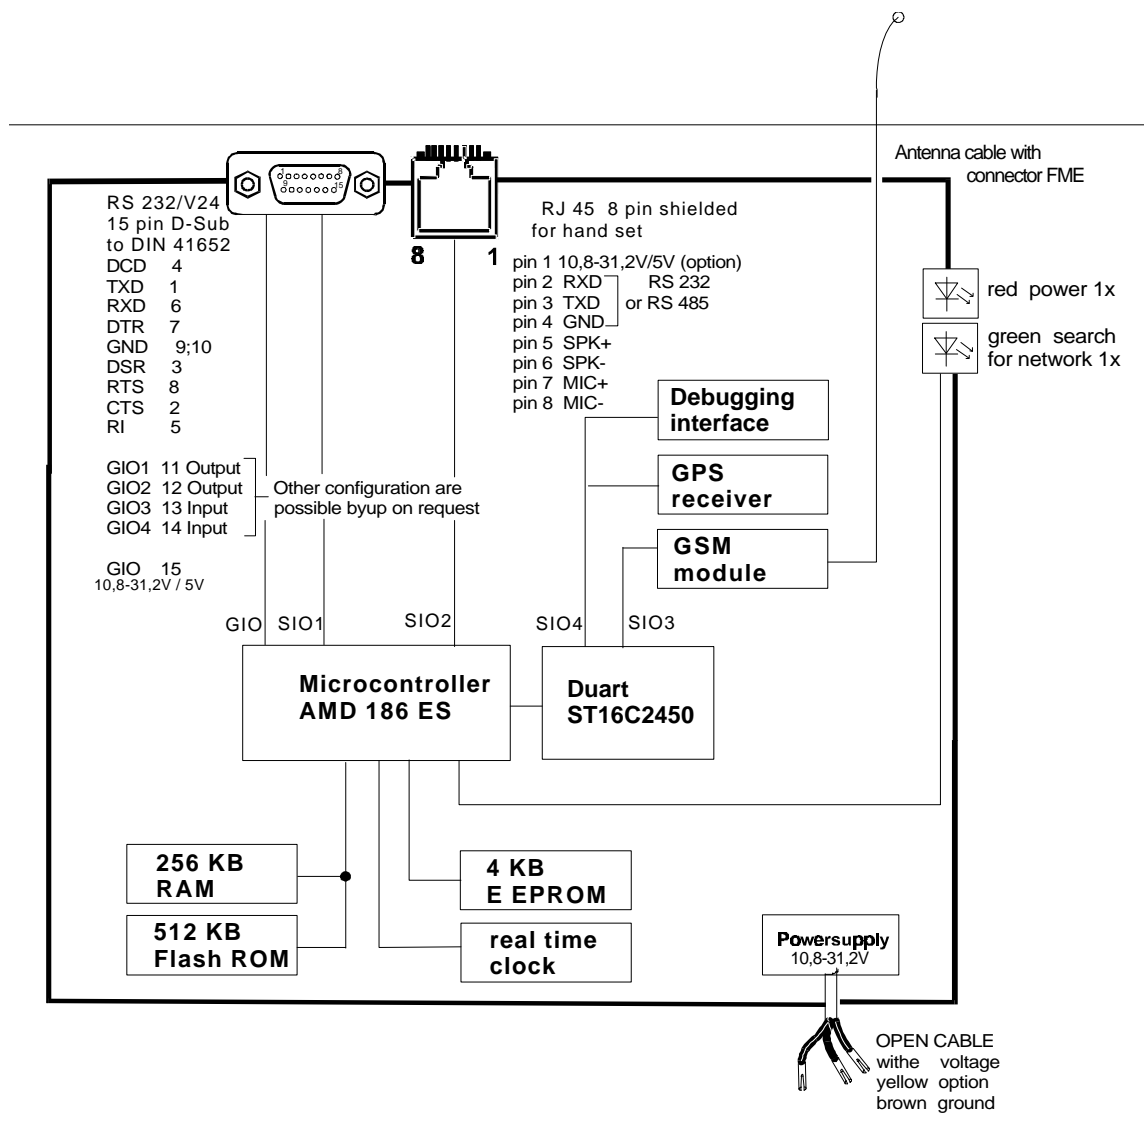 Antenna cable with
connector FME
1 8
9 15
RS 232/V24
15 pin D-Sub
to DIN 41652
DCD 4
TXD 1
RXD 6
DTR 7
GND 9;10
DSR 3
RTS 8
CTS 2
RI 5
GIO1 11 Output
GIO2 12 Output
GIO3 13 Input
GIO4 14 Input
Other configuration are
possible byup on request
GIO 15
10,8-31,2V / 5V
8 1
RJ 45 8 pin shielded
for hand set
pin 1 10,8-31,2V/5V (option)
pin 2 RXD RS 232
pin 3 TXD or RS 485
pin 4 GND
pin 5 SPK+
pin 6 SPK-
pin 7 MIC+
pin 8 MIC-
red power 1x
green search
for network 1x
Debugging
interface
GPS
receiver
GSM
module
GIO SIO1 SIO2 SIO4 SIO3
Microcontroller
AMD 186 ES
Duart
ST16C2450
256 KB
RAM
512 KB
Flash ROM
4 KB
E EPROM
real time
clock
Powersupply
10,8-31,2V
OPEN CABLE
withe voltage
yellow option
brown ground